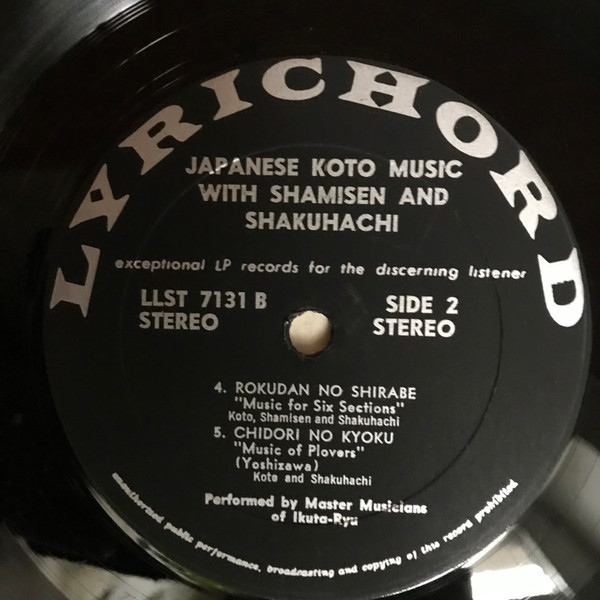 LYRICHORD
JAPANESE KOTO MUSIC
WITH SHAMISEN AND
SHAKUHACHI
exceptional LP records for the discerning listener
LLST 7131 B
STEREO
SIDE 2
STEREO
4. ROKUDAN NO SHIRABE
"Music for Six Sections"
Koto, Shamisen and Shakuhachi
5. CHIDORI NO KYOKU
"Music of Plovers"
(Yoshizawa)
Koto and Shakuhachi
Performed by Master Musicians
of Ikuta-Ryu
unauthorized public performance, broadcasting and copying of this record prohibited